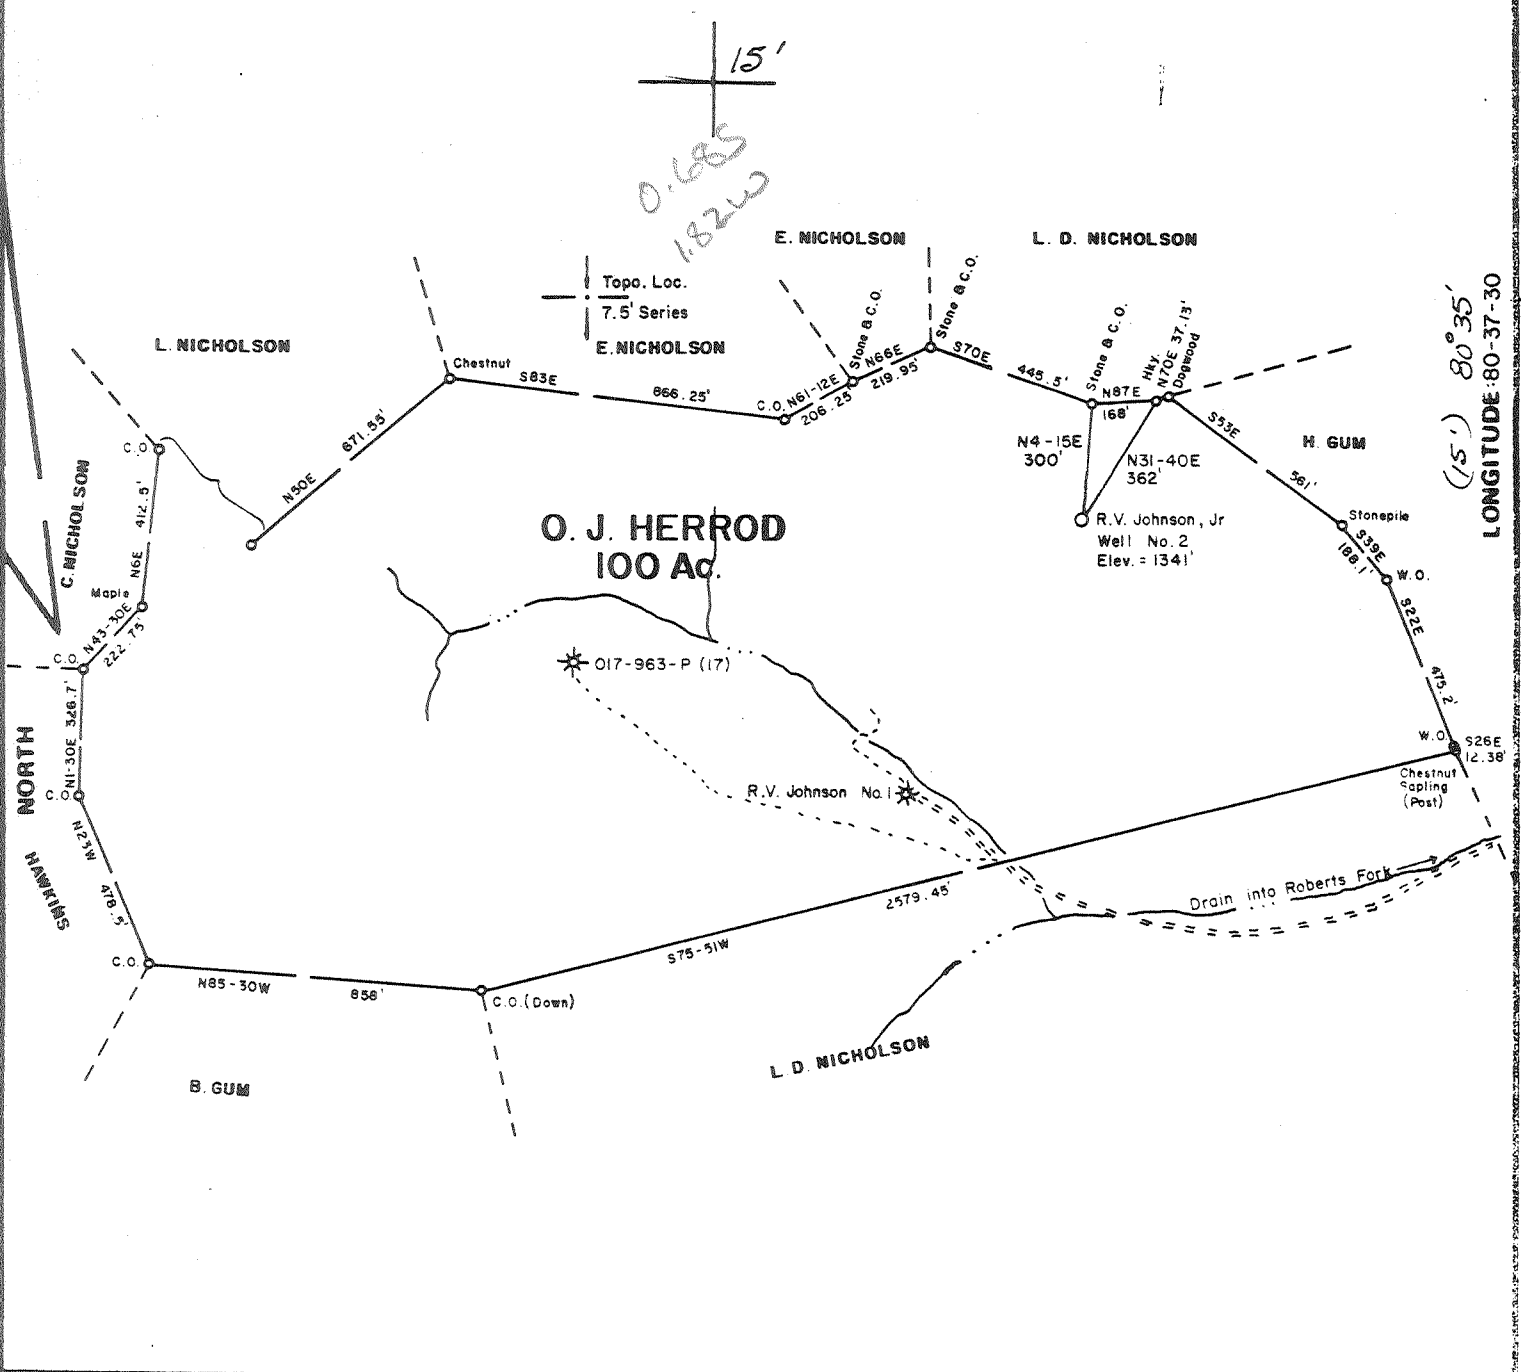 15'
0.68S
1.82W
E. NICHOLSON
L. D. NICHOLSON
Topo. Loc.
7.5' Series
L. NICHOLSON
E. NICHOLSON
(15') 80°35'
LONGITUDE: 80-37-30
Chestnut
S83E
866.25'
C.O.
N61-12E
206.25'
Stone & C.O.
N66E
219.95'
Stone & C.O.
S70E
445.5'
Stone & C.O.
N87E
168'
Hky.
N70E 37.13'
Dogwood
S53E
561'
H. GUM
N4-15E
300'
N31-40E
362'
R.V. Johnson, Jr
Well No. 2
Elev. = 1341'
Stonepile
S39E
188.1'
W.O.
S22E
475.2'
W.O.
S26E
12.38'
Chestnut
Sapling
(Post)
C.O.
N50E
671.55'
C. NICHOLSON
N6E
412.5'
Maple
N43-30E
222.75'
C.O.
O. J. HERROD
100 Ac.
017-963-P (17)
R.V. Johnson No. 1
NORTH
N1-30E 326.7'
C.O.
N23W
478.5'
HAWKINS
C.O.
N85-30W
858'
C.O. (Down)
S75-51W
2579.45'
Drain into Roberts Fork
L. D. NICHOLSON
B. GUM